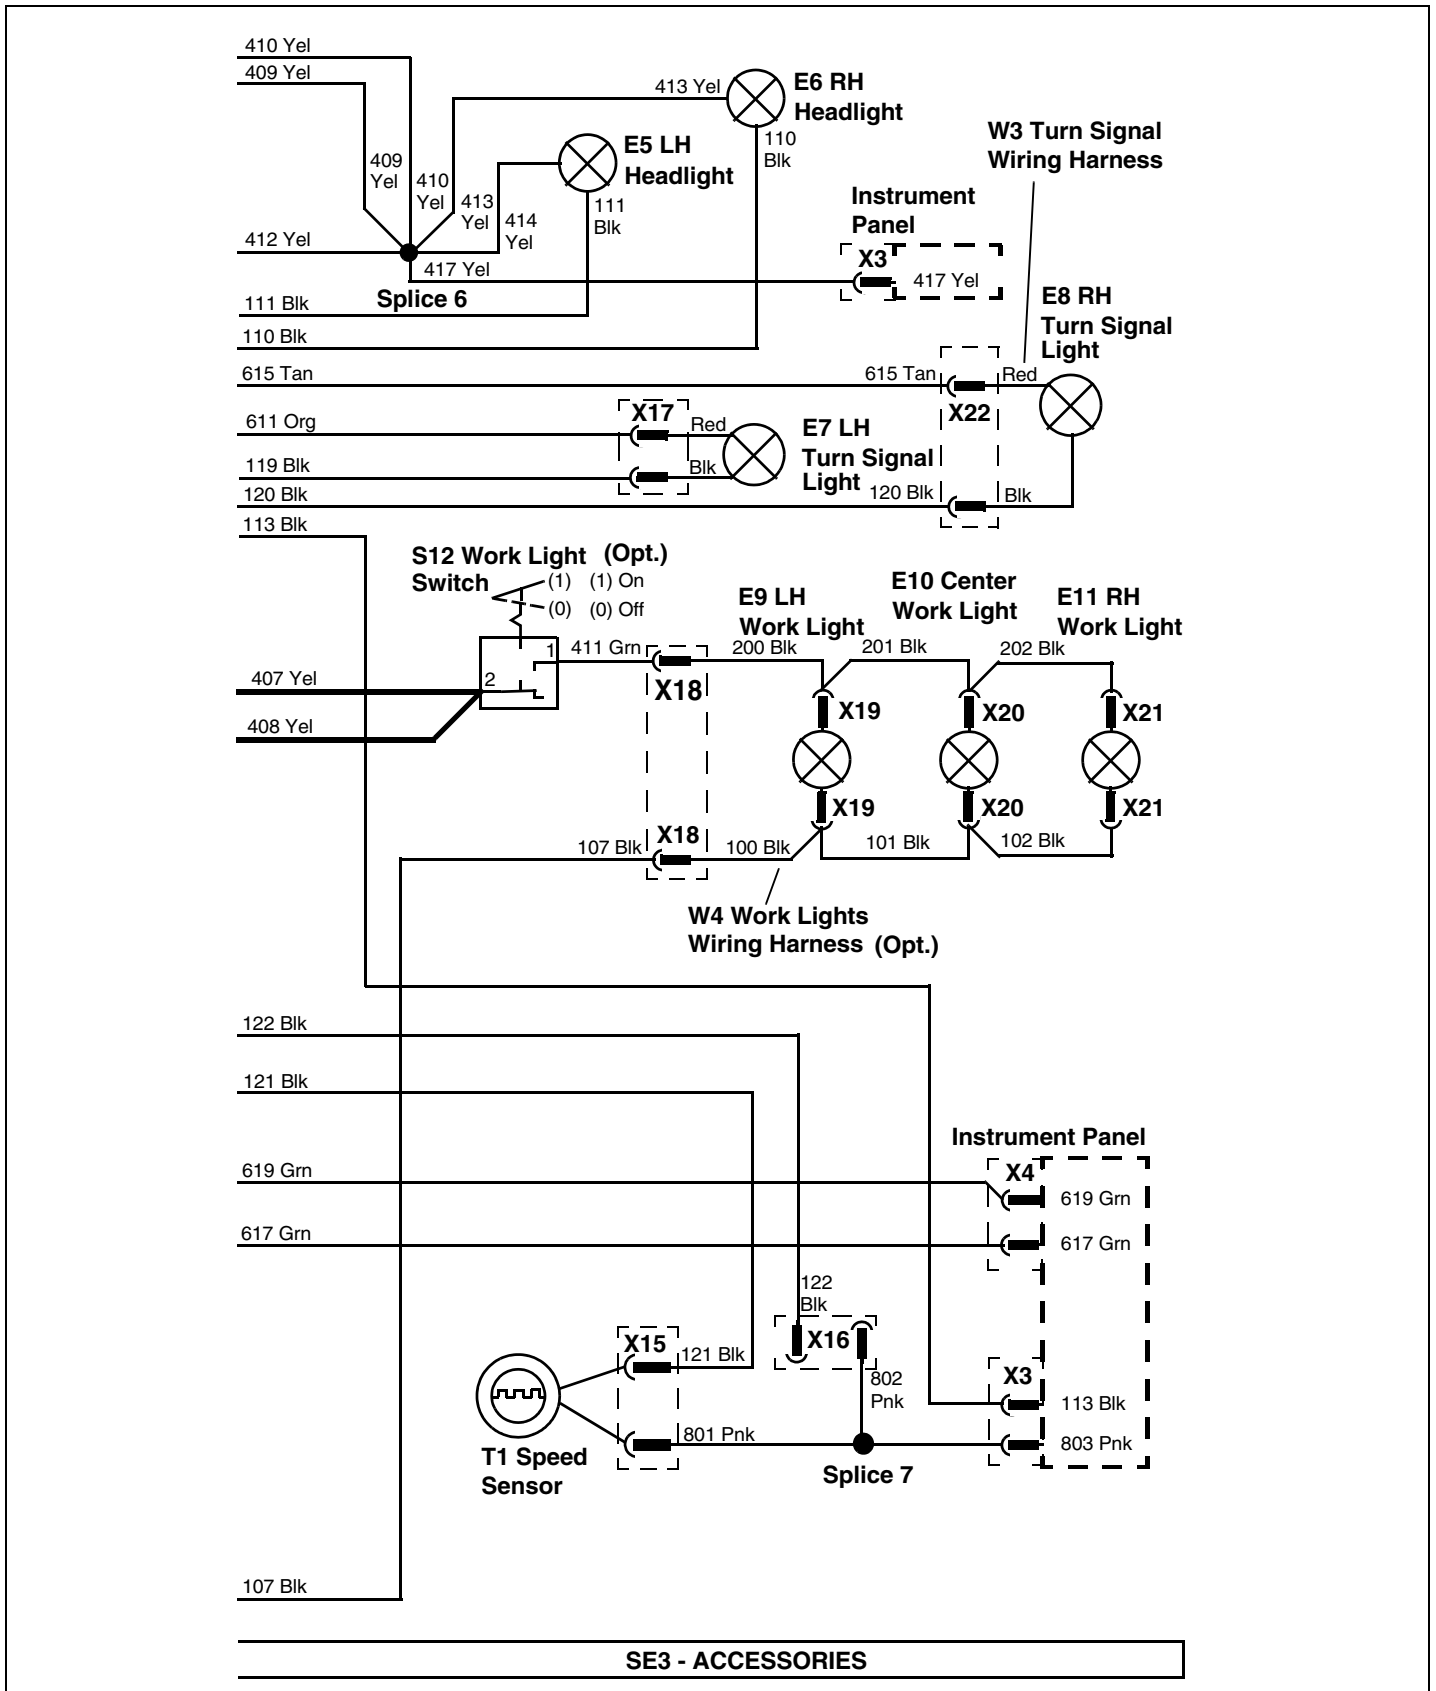 410 Yel
409 Yel
413 Yel
E6 RH
Headlight
110
Blk
E5 LH
Headlight
W3 Turn Signal
Wiring Harness
409
Yel
410
Yel
413
Yel
414
Yel
111
Blk
Instrument
Panel
412 Yel
417 Yel
X3
417 Yel
Splice 6
111 Blk
110 Blk
E8 RH
Turn Signal
Light
615 Tan
615 Tan
Red
X22
611 Org
X17
Red
E7 LH
Turn Signal
Light
119 Blk
Blk
120 Blk
120 Blk
Blk
113 Blk
S12 Work Light (Opt.)
Switch
(1) (1) On
(0) (0) Off
E9 LH
Work Light
E10 Center
Work Light
E11 RH
Work Light
1
411 Grn
200 Blk
201 Blk
202 Blk
407 Yel
2
X18
X19
X20
X21
408 Yel
X19
X20
X21
X18
107 Blk
100 Blk
101 Blk
102 Blk
W4 Work Lights
Wiring Harness (Opt.)
122 Blk
121 Blk
Instrument Panel
619 Grn
X4
619 Grn
617 Grn
617 Grn
122
Blk
X15
121 Blk
X16
802
Pnk
X3
113 Blk
801 Pnk
803 Pnk
T1 Speed
Sensor
Splice 7
107 Blk
SE3 - ACCESSORIES